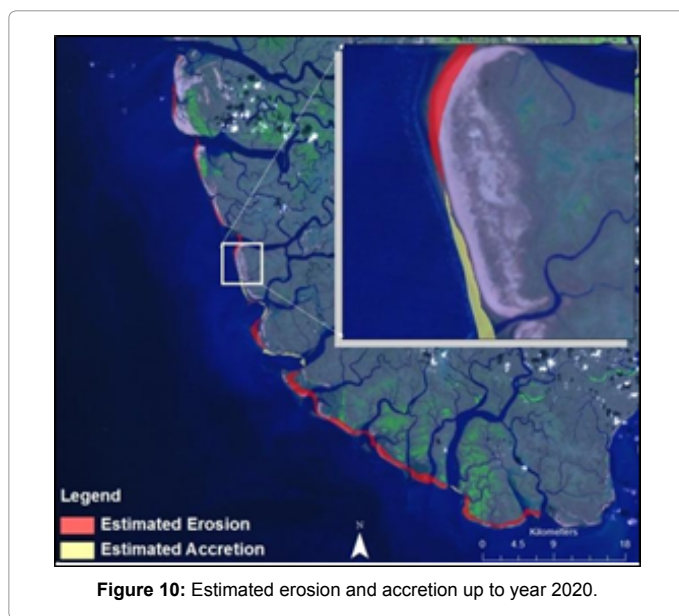 Legend
Estimated Erosion
Estimated Accretion
N
Kilometers
0 4.5 9 18
Figure 10: Estimated erosion and accretion up to year 2020.